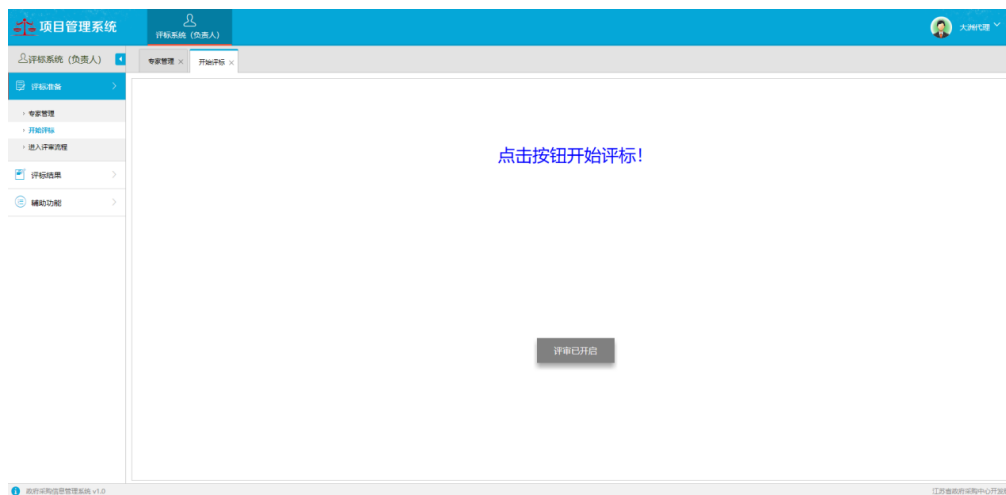 项目管理系统
评标系统（负责人）
大洲代理
评标系统（负责人）
专家管理 ×
开始评标 ×
评标准备
专家管理
开始评标
进入评审流程
评标结果
辅助功能
点击按钮开始评标！
评审已开启
政府采购信息管理系统 v1.0
江苏省政府采购中心开发